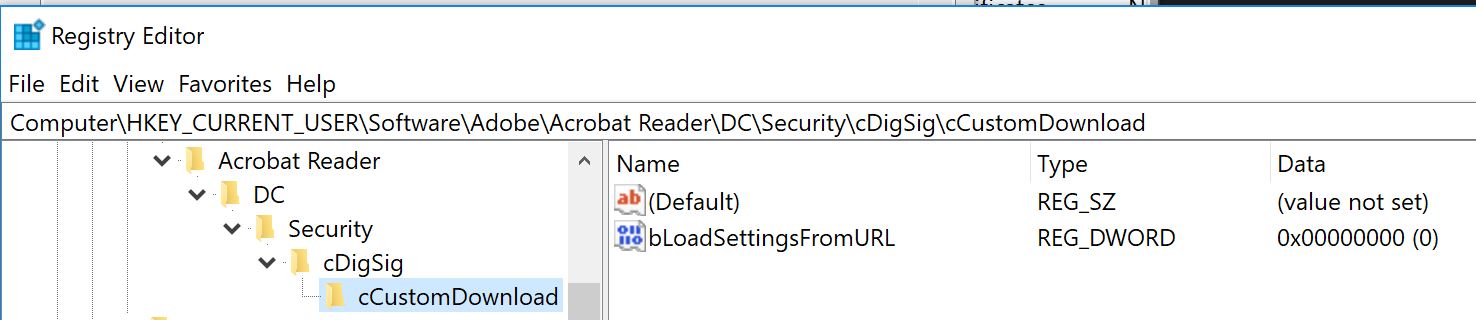 Registry Editor
File Edit View Favorites Help
Computer\HKEY_CURRENT_USER\Software\Adobe\Acrobat Reader\DC\Security\cDigSig\cCustomDownload
Acrobat Reader
DC
Security
cDigSig
cCustomDownload
Name Type Data
(Default) REG_SZ (value not set)
bLoadSettingsFromURL REG_DWORD 0x00000000 (0)